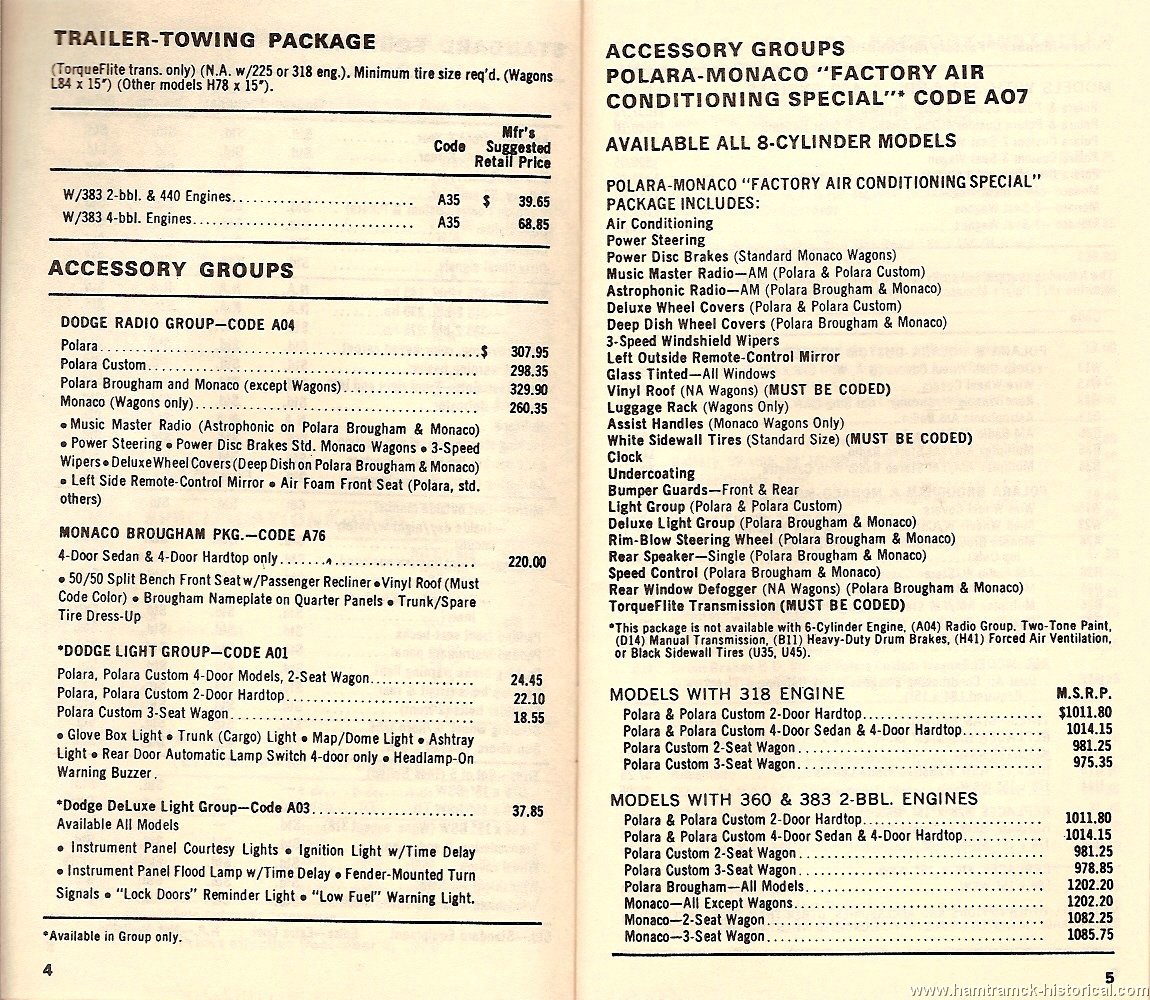 TRAILER-TOWING PACKAGE
(TorqueFlite trans. only) (N.A. w/225 or 318 eng.). Minimum tire size req'd. (Wagons
L84 x 15") (Other models H78 x 15").
Mfr's
Code Suggested
Retail Price
W/383 2-bbl. & 440 Engines........................... A35 $ 39.65
W/383 4-bbl. Engines................................. A35 68.85
ACCESSORY GROUPS
DODGE RADIO GROUP—CODE A04
Polara......................................................$ 307.95
Polara Custom.................................................. 298.35
Polara Brougham and Monaco (except Wagons).................... 329.90
Monaco (Wagons only)........................................... 260.35
• Music Master Radio (Astrophonic on Polara Brougham & Monaco)
• Power Steering • Power Disc Brakes Std. Monaco Wagons • 3-Speed
Wipers • Deluxe Wheel Covers (Deep Dish on Polara Brougham & Monaco)
• Left Side Remote-Control Mirror • Air Foam Front Seat (Polara, std.
others)
MONACO BROUGHAM PKG.—CODE A76
4-Door Sedan & 4-Door Hardtop only............................ 220.00
• 50/50 Split Bench Front Seat w/Passenger Recliner • Vinyl Roof (Must
Code Color) • Brougham Nameplate on Quarter Panels • Trunk/Spare
Tire Dress-Up
*DODGE LIGHT GROUP—CODE A01
Polara, Polara Custom 4-Door Models, 2-Seat Wagon............... 24.45
Polara, Polara Custom 2-Door Hardtop........................... 22.10
Polara Custom 3-Seat Wagon.................................... 18.55
• Glove Box Light • Trunk (Cargo) Light • Map/Dome Light • Ashtray
Light • Rear Door Automatic Lamp Switch 4-door only • Headlamp-On
Warning Buzzer.
*Dodge DeLuxe Light Group—Code A03........................ 37.85
Available All Models
• Instrument Panel Courtesy Lights • Ignition Light w/Time Delay
• Instrument Panel Flood Lamp w/Time Delay • Fender-Mounted Turn
Signals • "Lock Doors" Reminder Light • "Low Fuel" Warning Light.
*Available in Group only.
4
ACCESSORY GROUPS
POLARA-MONACO "FACTORY AIR
CONDITIONING SPECIAL"* CODE AO7
AVAILABLE ALL 8-CYLINDER MODELS
POLARA-MONACO "FACTORY AIR CONDITIONING SPECIAL"
PACKAGE INCLUDES:
Air Conditioning
Power Steering
Power Disc Brakes (Standard Monaco Wagons)
Music Master Radio—AM (Polara & Polara Custom)
Astrophonic Radio—AM (Polara Brougham & Monaco)
Deluxe Wheel Covers (Polara & Polara Custom)
Deep Dish Wheel Covers (Polara Brougham & Monaco)
3-Speed Windshield Wipers
Left Outside Remote-Control Mirror
Glass Tinted—All Windows
Vinyl Roof (NA Wagons) (MUST BE CODED)
Luggage Rack (Wagons Only)
Assist Handles (Monaco Wagons Only)
White Sidewall Tires (Standard Size) (MUST BE CODED)
Clock
Undercoating
Bumper Guards—Front & Rear
Light Group (Polara & Polara Custom)
Deluxe Light Group (Polara Brougham & Monaco)
Rim-Blow Steering Wheel (Polara Brougham & Monaco)
Rear Speaker—Single (Polara Brougham & Monaco)
Speed Control (Polara Brougham & Monaco)
Rear Window Defogger (NA Wagons) (Polara Brougham & Monaco)
TorqueFlite Transmission (MUST BE CODED)
*This package is not available with 6-Cylinder Engine, (A04) Radio Group. Two-Tone Paint,
(D14) Manual Transmission, (B11) Heavy-Duty Drum Brakes, (H41) Forced Air Ventilation,
or Black Sidewall Tires (U35, U45).
MODELS WITH 318 ENGINE M.S.R.P.
Polara & Polara Custom 2-Door Hardtop........................... $1011.80
Polara & Polara Custom 4-Door Sedan & 4-Door Hardtop............ 1014.15
Polara Custom 2-Seat Wagon.................................... 981.25
Polara Custom 3-Seat Wagon.................................... 975.35
MODELS WITH 360 & 383 2-BBL. ENGINES
Polara & Polara Custom 2-Door Hardtop........................... 1011.80
Polara & Polara Custom 4-Door Sedan & 4-Door Hardtop............ 1014.15
Polara Custom 2-Seat Wagon.................................... 981.25
Polara Custom 3-Seat Wagon.................................... 978.85
Polara Brougham—All Models.................................... 1202.20
Monaco—All Except Wagons...................................... 1202.20
Monaco—2-Seat Wagon........................................... 1082.25
Monaco—3-Seat Wagon........................................... 1085.75
5
www.hamtramck-historical.com